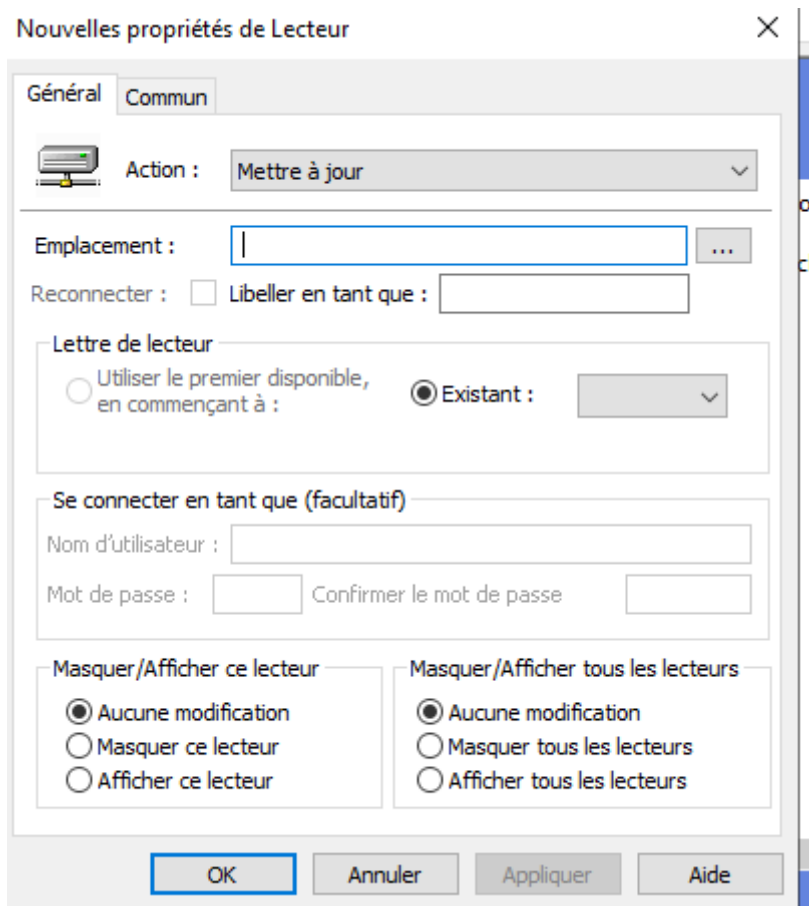 Nouvelles propriétés de Lecteur
Général Commun
Action : Mettre à jour
Emplacement : ...
Reconnecter : Libeller en tant que :
Lettre de lecteur
Utiliser le premier disponible,
en commençant à :
Existant :
Se connecter en tant que (facultatif)
Nom d'utilisateur :
Mot de passe : Confirmer le mot de passe
Masquer/Afficher ce lecteur
Aucune modification
Masquer ce lecteur
Afficher ce lecteur
Masquer/Afficher tous les lecteurs
Aucune modification
Masquer tous les lecteurs
Afficher tous les lecteurs
OK Annuler Appliquer Aide